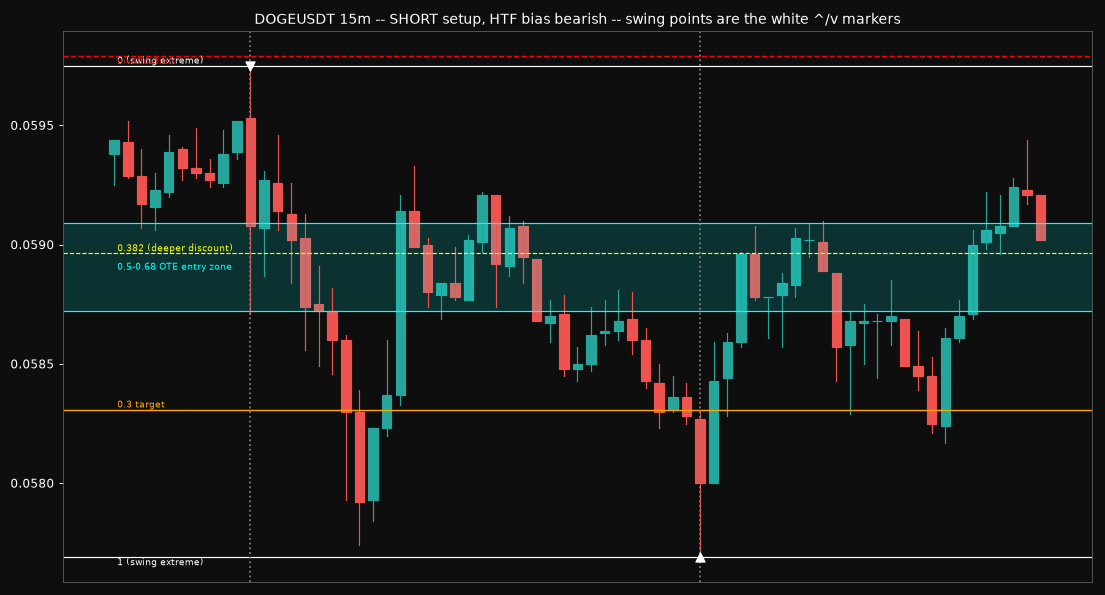 DOGEUSDT 15m -- SHORT setup, HTF bias bearish -- swing points are the white ^/v markers
0 (swing extreme)
0.0595
0.0590
0.382 (deeper discount)
0.5-0.68 OTE entry zone
0.0585
0.3 target
0.0580
1 (swing extreme)